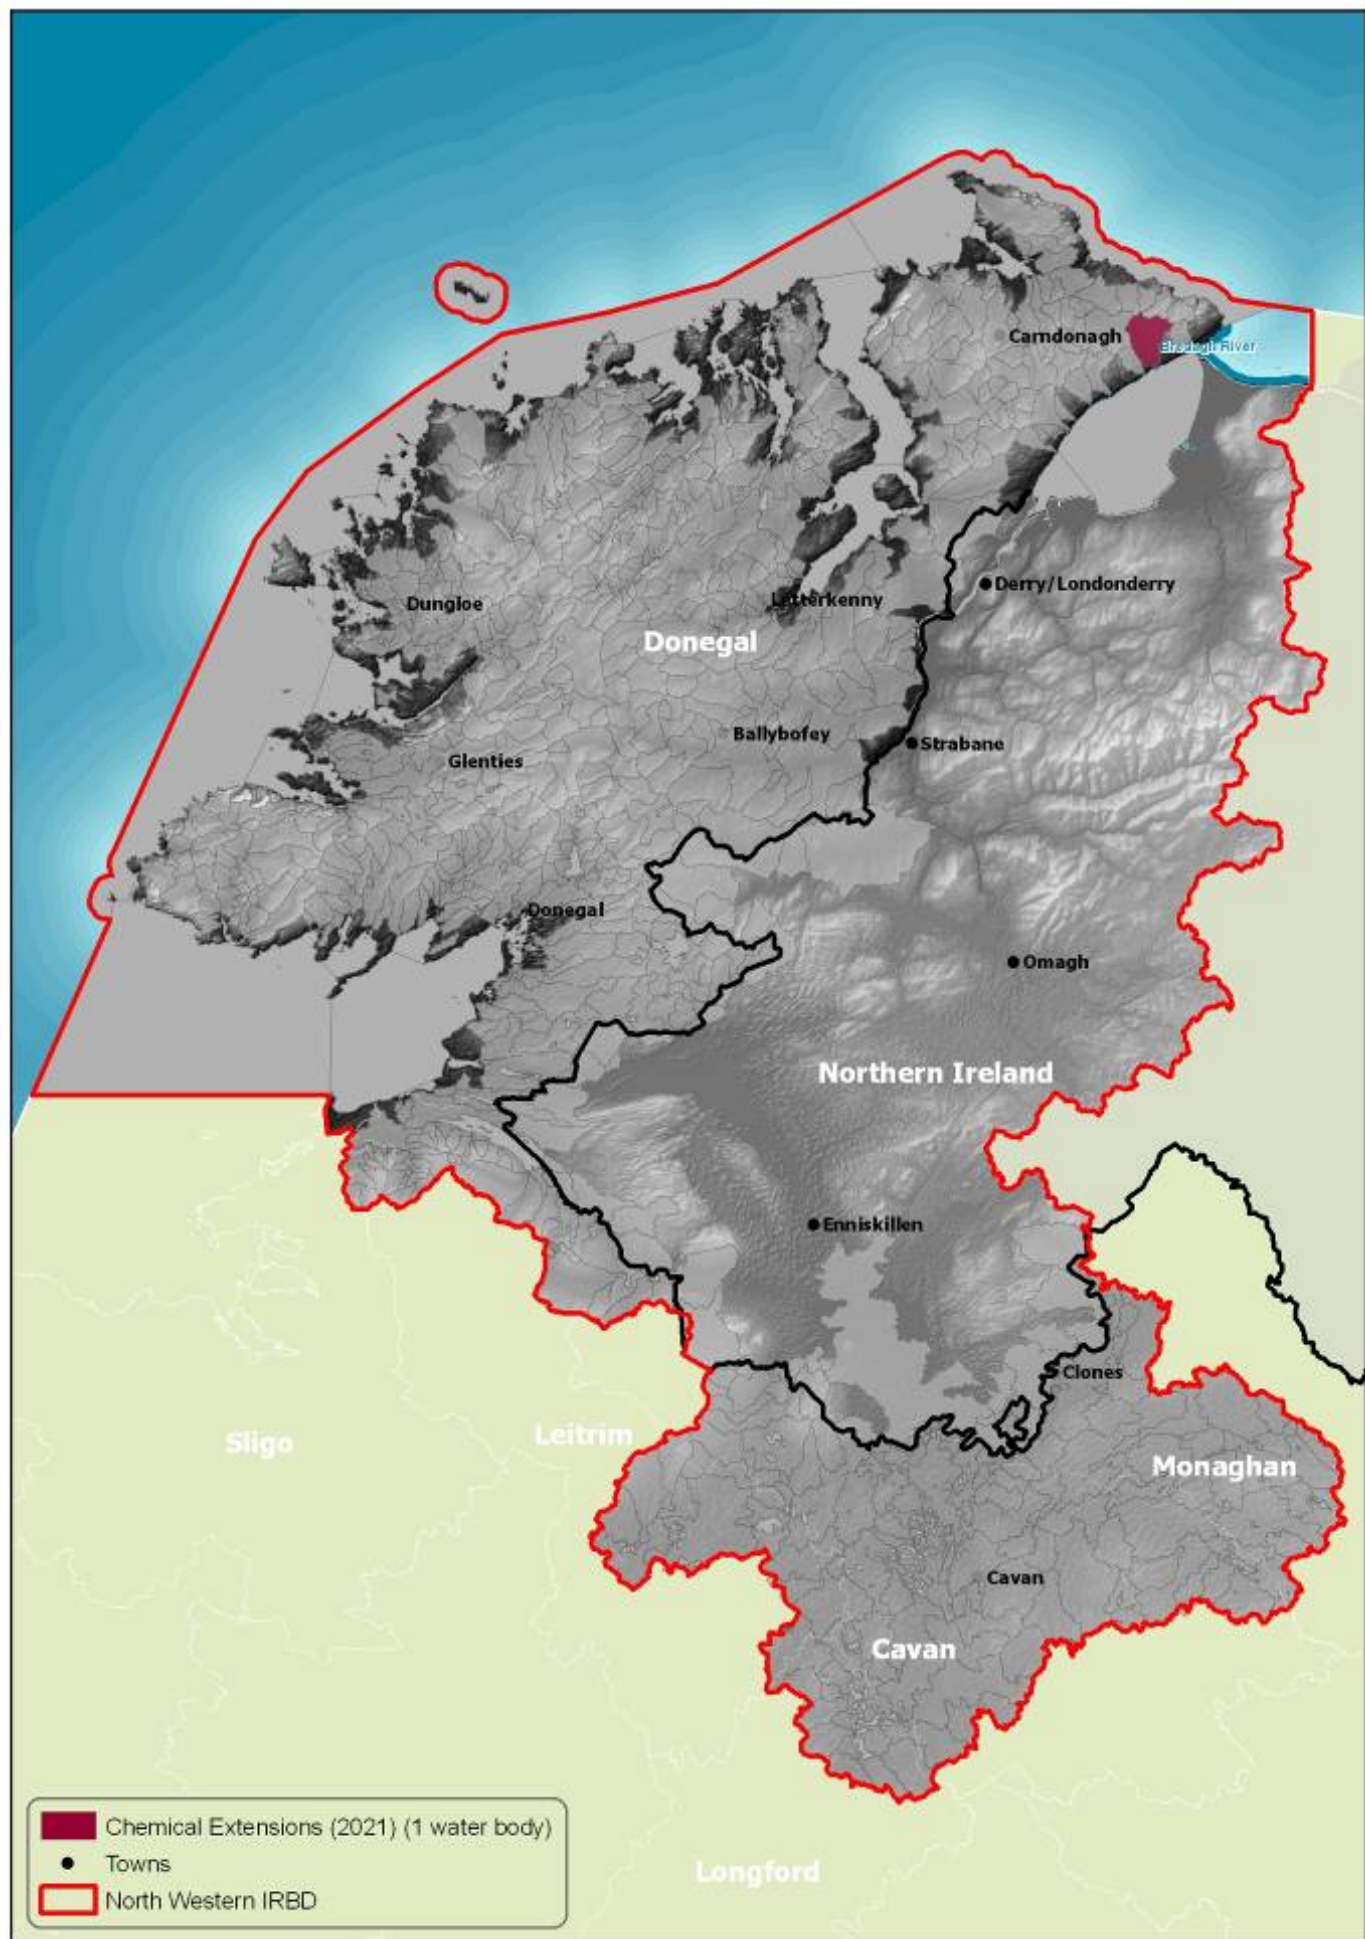 Carndonagh
Bredagh River
Derry/Londonderry
Dungloe
Letterkenny
Donegal
Ballybofey
Strabane
Glenties
Donegal
Omagh
Northern Ireland
Enniskillen
Clones
Leitrim
Sligo
Monaghan
Cavan
Cavan
Chemical Extensions (2021) (1 water body)
Towns
North Western IRBD
Longford